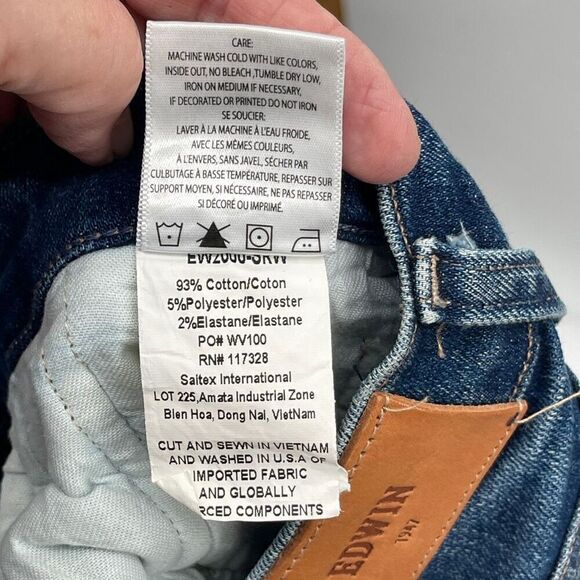 CARE:
MACHINE WASH COLD WITH LIKE COLORS,
INSIDE OUT, NO BLEACH ,TUMBLE DRY LOW,
IRON ON MEDIUM IF NECESSARY,
IF DECORATED OR PRINTED DO NOT IRON
SE SOUCIER:
LAVER À LA MACHINE À L'EAU FROIDE,
AVEC LES MÊMES COULEURS,
À L'ENVERS, SANS JAVEL, SÉCHER PAR
CULBUTAGE À BASSE TEMPÉRATURE, REPASSER SUR
SUPPORT MOYEN, SI NÉCESSAIRE, NE PAS REPASSER
SI DÉCORÉ OU IMPRIMÉ.
93% Cotton/Coton
5%Polyester/Polyester
2%Elastane/Elastane
PO# WV100
RN# 117328
Saitex International
LOT 225,Amata Industrial Zone
Bien Hoa, Dong Nai, VietNam
CUT AND SEWN IN VIETNAM
AND WASHED IN U.S.A OF
IMPORTED FABRIC
AND GLOBALLY
RCED COMPONENTS
EDWIN
1947